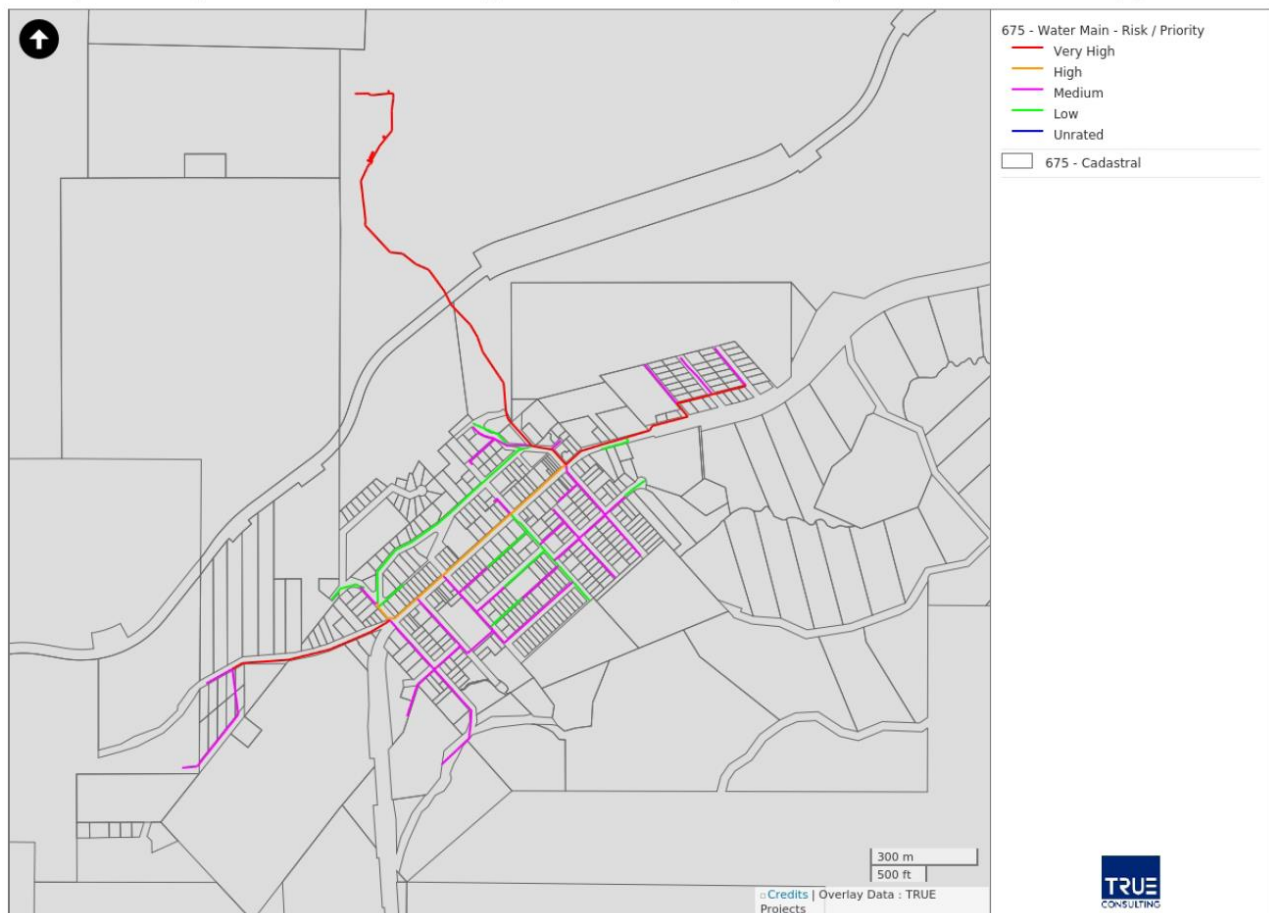 675 - Water Main - Risk / Priority
Very High
High
Medium
Low
Unrated
675 - Cadastral
300 m
500 ft
Credits | Overlay Data : TRUE
Projects
TRUE
CONSULTING